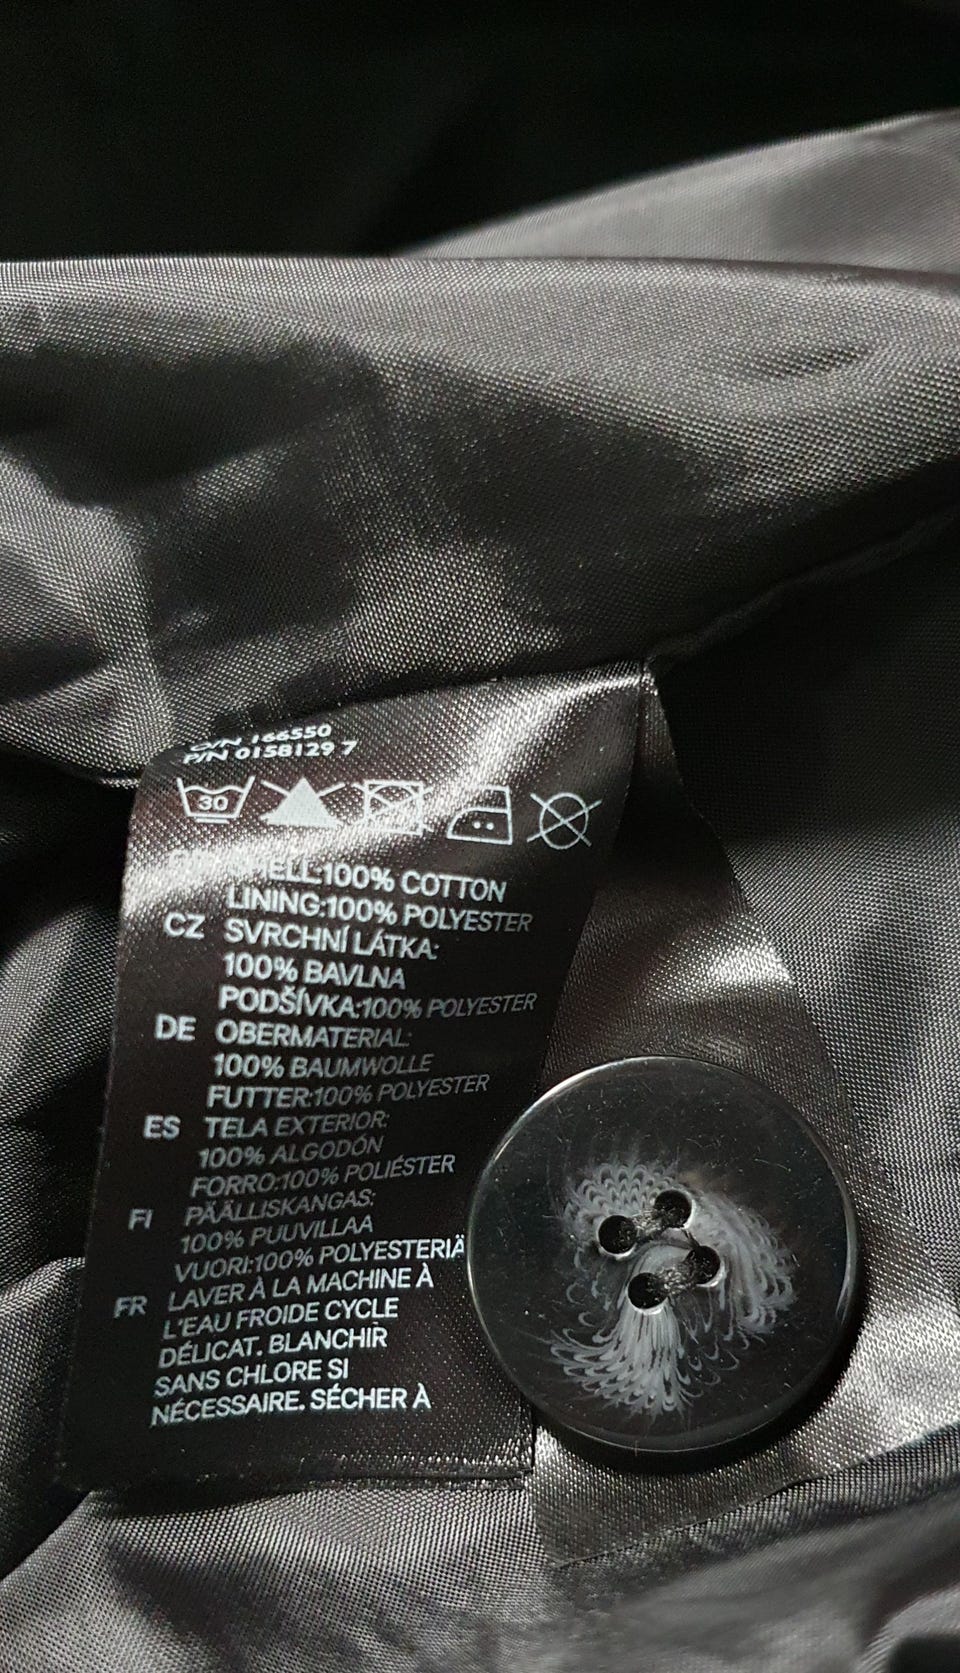 O/N 166550
P/N 0158129 7
30
SHELL:100% COTTON
LINING:100% POLYESTER
CZ SVRCHNÍ LÁTKA:
100% BAVLNA
PODŠÍVKA:100% POLYESTER
DE OBERMATERIAL:
100% BAUMWOLLE
FUTTER:100% POLYESTER
ES TELA EXTERIOR:
100% ALGODÓN
FORRO:100% POLIÉSTER
FI PÄÄLLISKANGAS:
100% PUUVILLAA
VUORI:100% POLYESTERIÄ
FR LAVER À LA MACHINE À
L'EAU FROIDE CYCLE
DÉLICAT. BLANCHIR
SANS CHLORE SI
NÉCESSAIRE. SÉCHER À